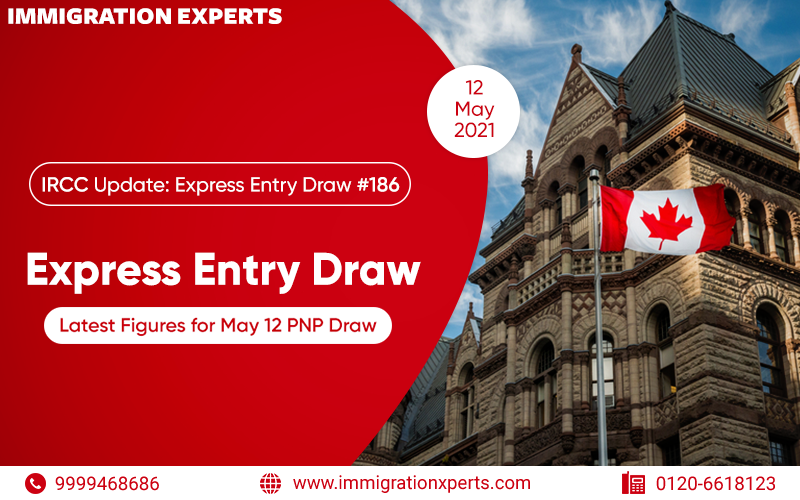 IMMIGRATION EXPERTS
12
May
2021
IRCC Update: Express Entry Draw #186
Express Entry Draw
Latest Figures for May 12 PNP Draw
9999468686
www.immigrationxperts.com
0120-6618123